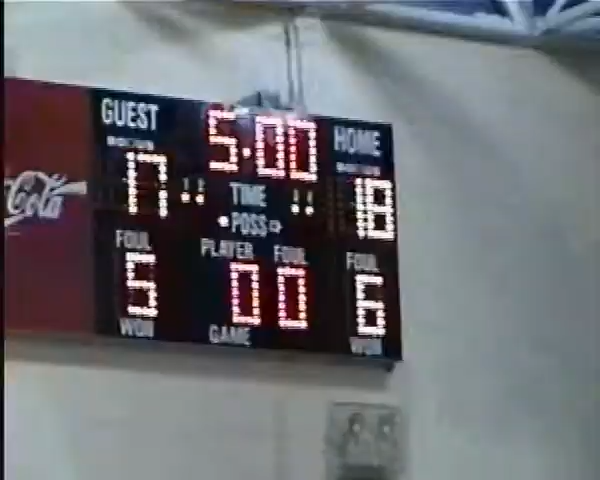 GUEST 5:00 HOME
17 TIME 18
POSS
FOUL PLAYER FOUL FOUL
5 0 0 6
WON GAME WON
Cola